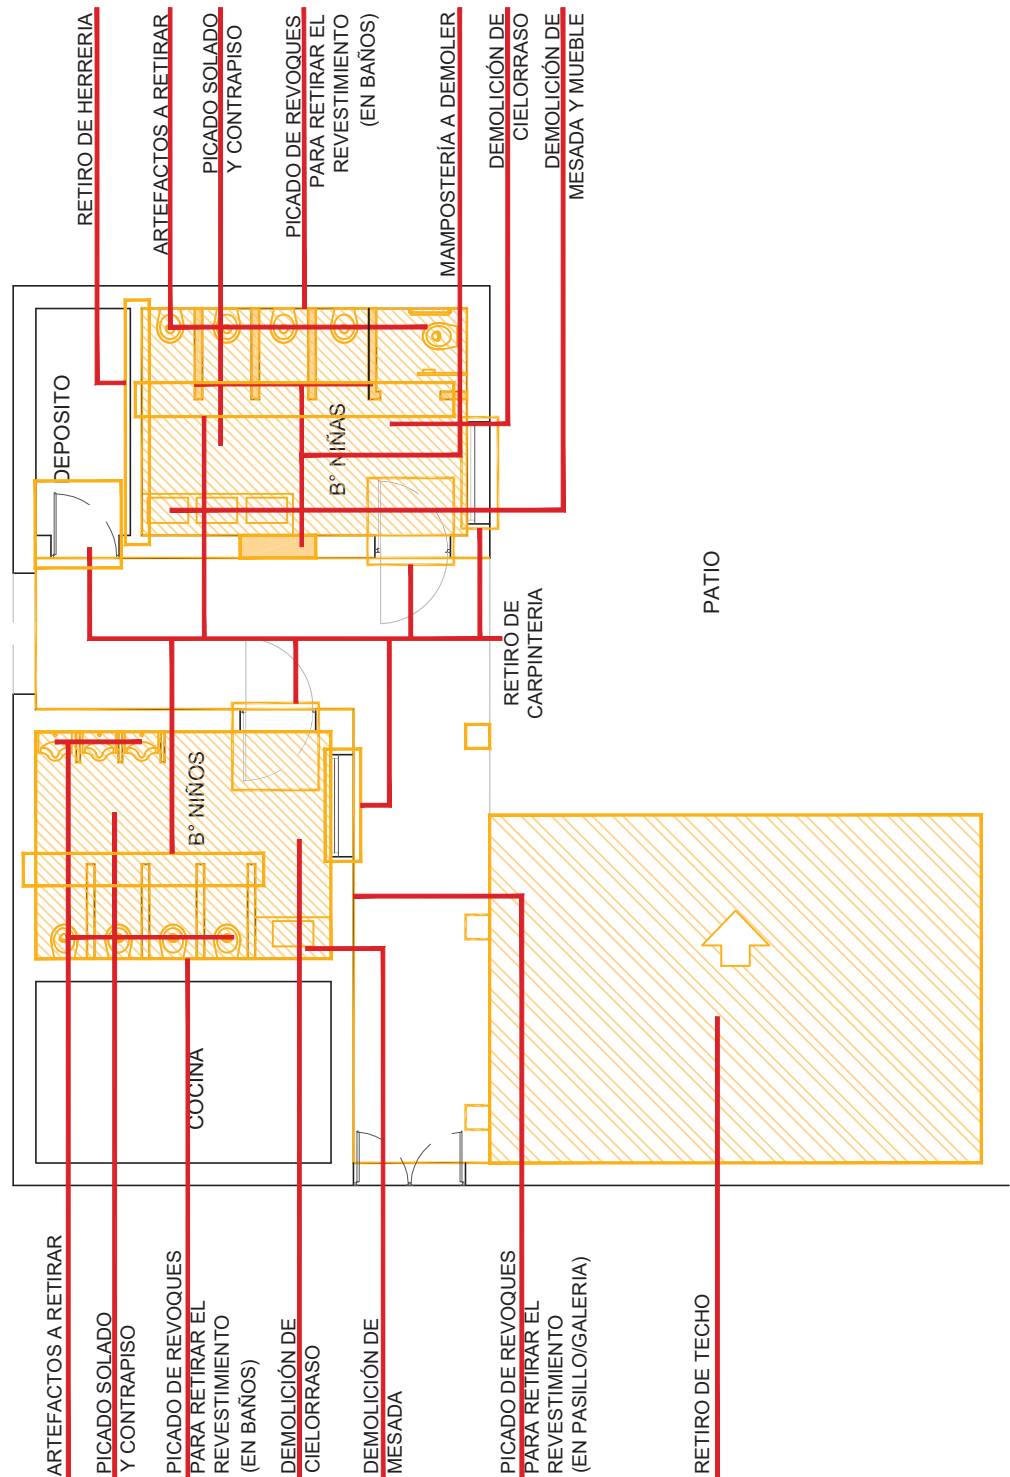 RETIRO DE HERRERIA
ARTEFACTOS A RETIRAR
PICADO SOLADO
Y CONTRAPISO
PICADO DE REVOQUES
PARA RETIRAR EL
REVESTIMIENTO
(EN BAÑOS)
MAMPOSTERÍA A DEMOLER
DEMOLICIÓN DE
CIELORRASO
DEMOLICIÓN DE
MESADA Y MUEBLE
DEPOSITO
B° NIÑAS
RETIRO DE
CARPINTERIA
PATIO
B° NIÑOS
COCINA
ARTEFACTOS A RETIRAR
PICADO SOLADO
Y CONTRAPISO
PICADO DE REVOQUES
PARA RETIRAR EL
REVESTIMIENTO
(EN BAÑOS)
DEMOLICIÓN DE
CIELORRASO
DEMOLICIÓN DE
MESADA
PICADO DE REVOQUES
PARA RETIRAR EL
REVESTIMIENTO
(EN PASILLO/GALERIA)
RETIRO DE TECHO